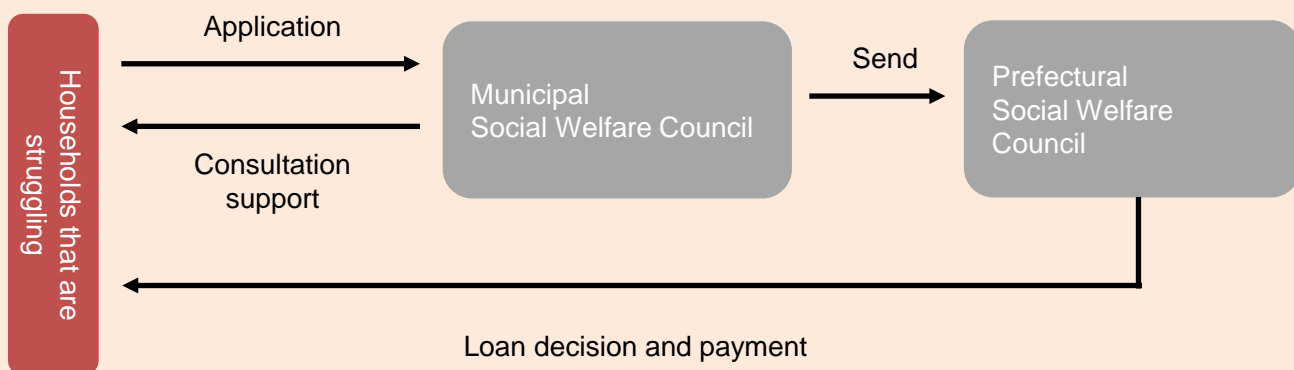 Households that are
struggling
Application
Consultation
support
Municipal
Social Welfare Council
Send
Prefectural
Social Welfare
Council
Loan decision and payment